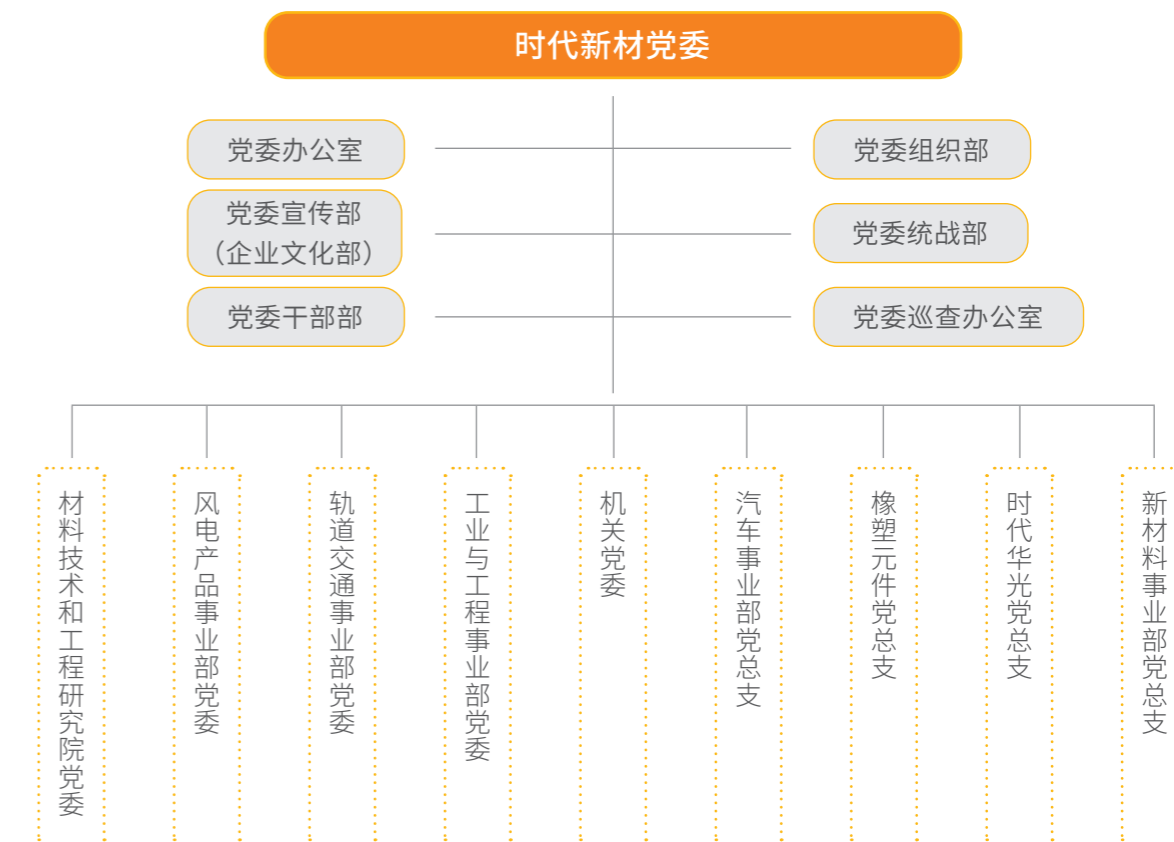 时代新材党委
党委办公室
党委组织部
党委宣传部
（企业文化部）
党委统战部
党委干部部
党委巡查办公室
材料技术和工程研究院党委
风电产品事业部党委
轨道交通事业部党委
工业与工程事业部党委
机关党委
汽车事业部党总支
橡塑元件党总支
时代华光党总支
新材料事业部党总支